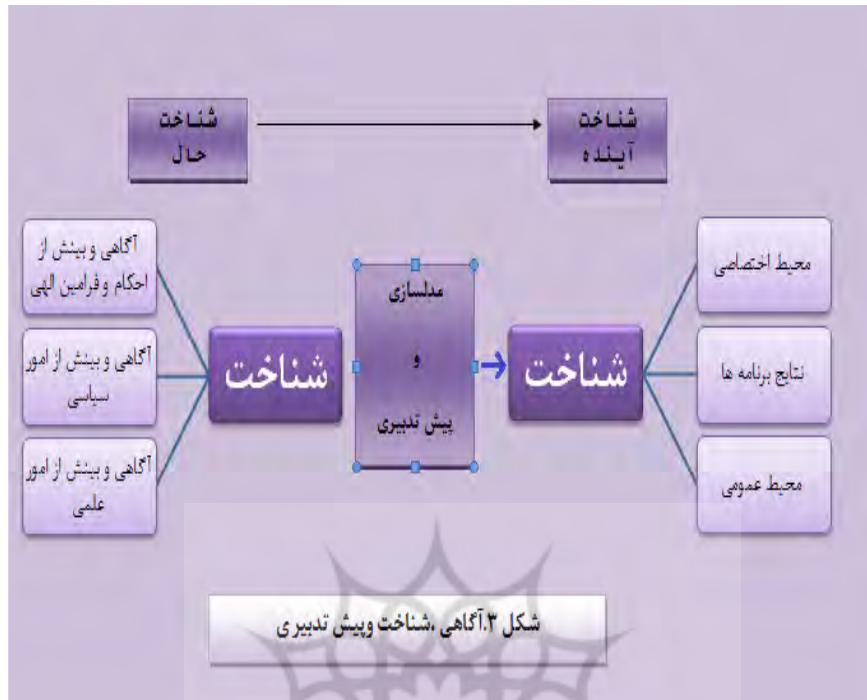 شناخت
آینده
شناخت
حال
محیط اختصاصی
نتایج برنامه ها
محیط عمومی
شناخت
مدلسازی
و
پیش تدبیری
شناخت
آگاهی و بینش از
احکام و فرامین الهی
آگاهی و بینش از امور
سیاسی
آگاهی و بینش از امور
علمی
شکل ۳.آگاهی ،شناخت وپیش تدبیری